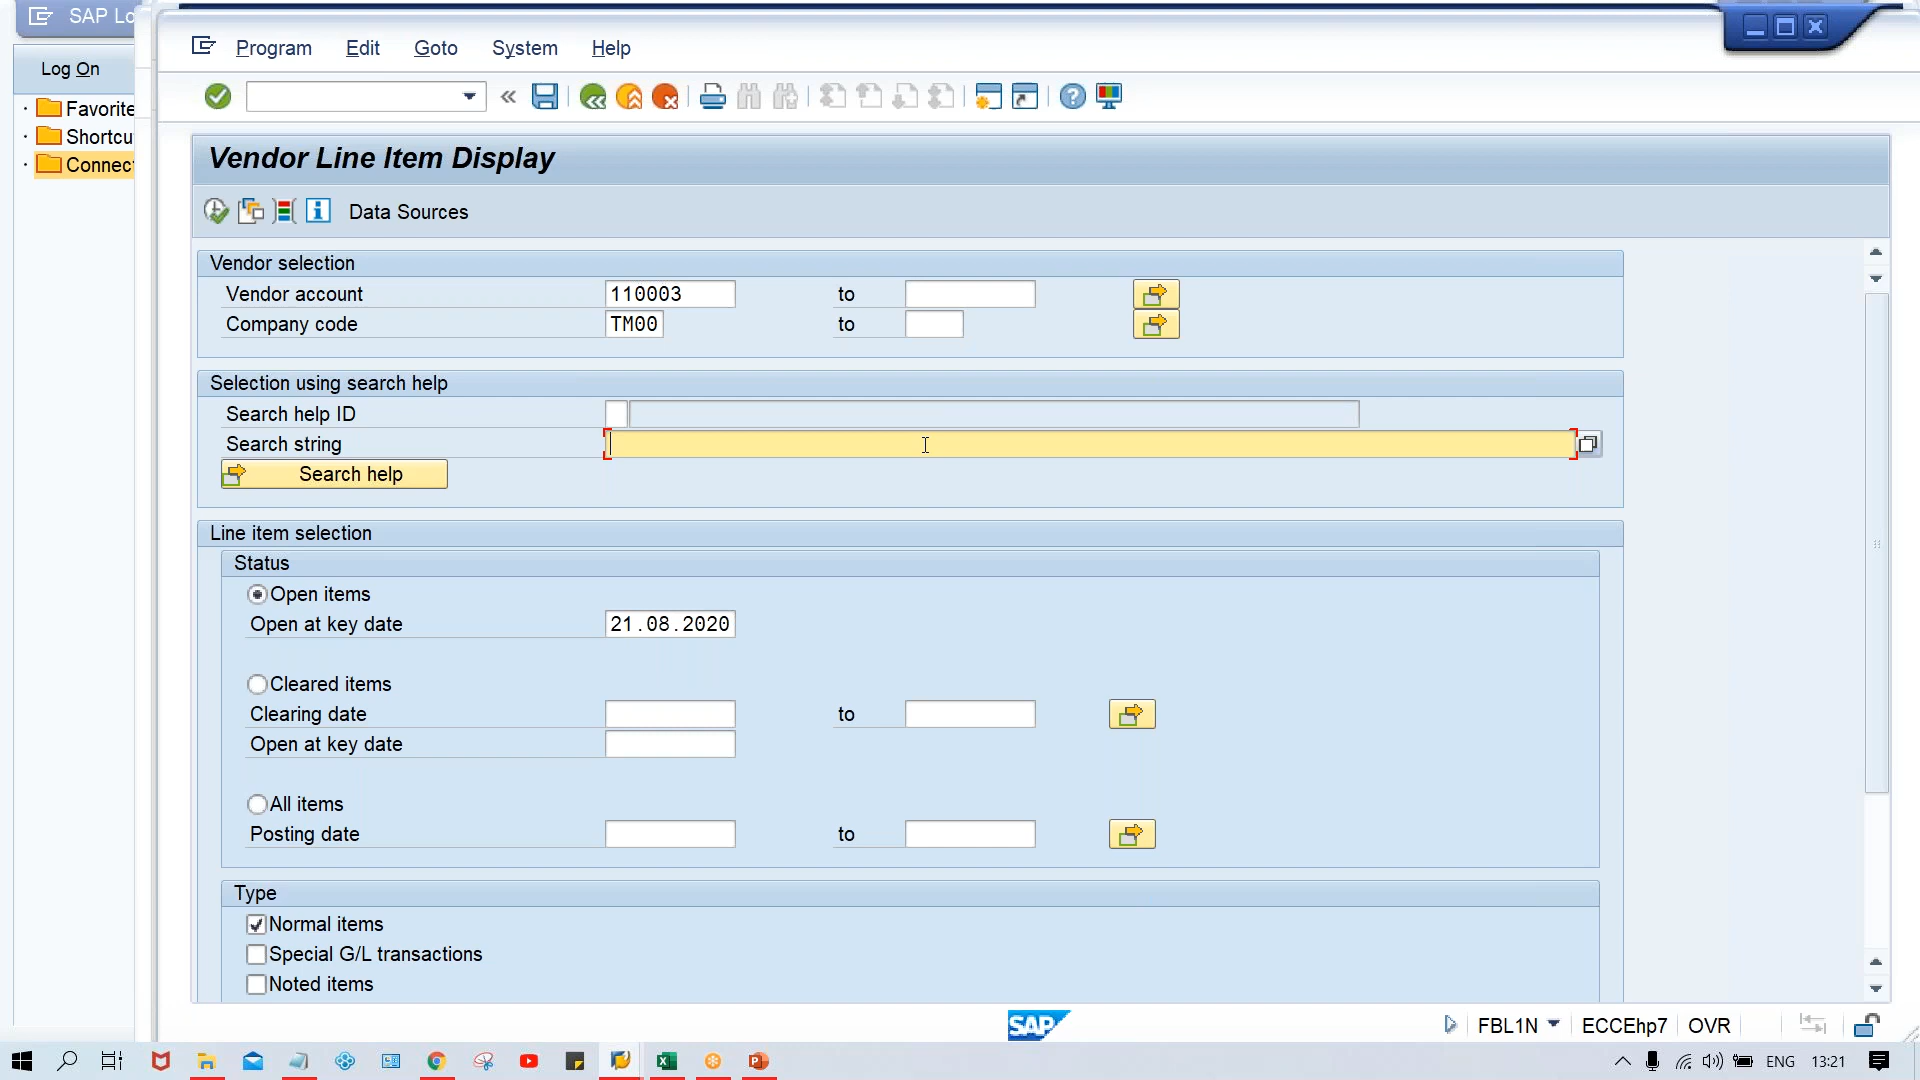 SAP Lo
Log On
Favorite
Shortcu
Connec
Program Edit Goto System Help
Vendor Line Item Display
Data Sources
Vendor selection
Vendor account 110003 to
Company code TM00 to
Selection using search help
Search help ID
Search string
Search help
Line item selection
Status
Open items
Open at key date 21.08.2020
Cleared items
Clearing date to
Open at key date
All items
Posting date to
Type
Normal items
Special G/L transactions
Noted items
SAP
FBL1N ECCEhp7 OVR
ENG 13:21